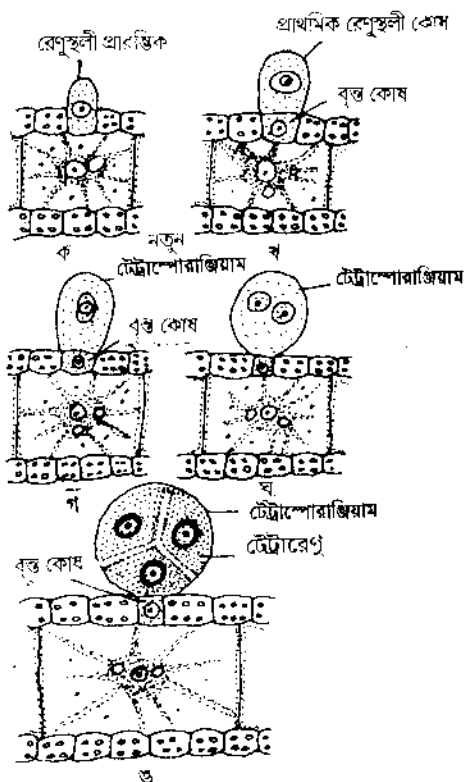 রেণুস্থলী প্রারম্ভিক
প্রাথমিক রেণুস্থলী কোষ
বৃন্ত কোষ
ক
খ
নতুন
টেট্রাস্পোরাঞ্জিয়াম
বৃন্ত কোষ
টেট্রাস্পোরাঞ্জিয়াম
গ
ঘ
টেট্রাস্পোরাঞ্জিয়াম
টেট্রারেণু
বৃন্ত কোষ
ঙ